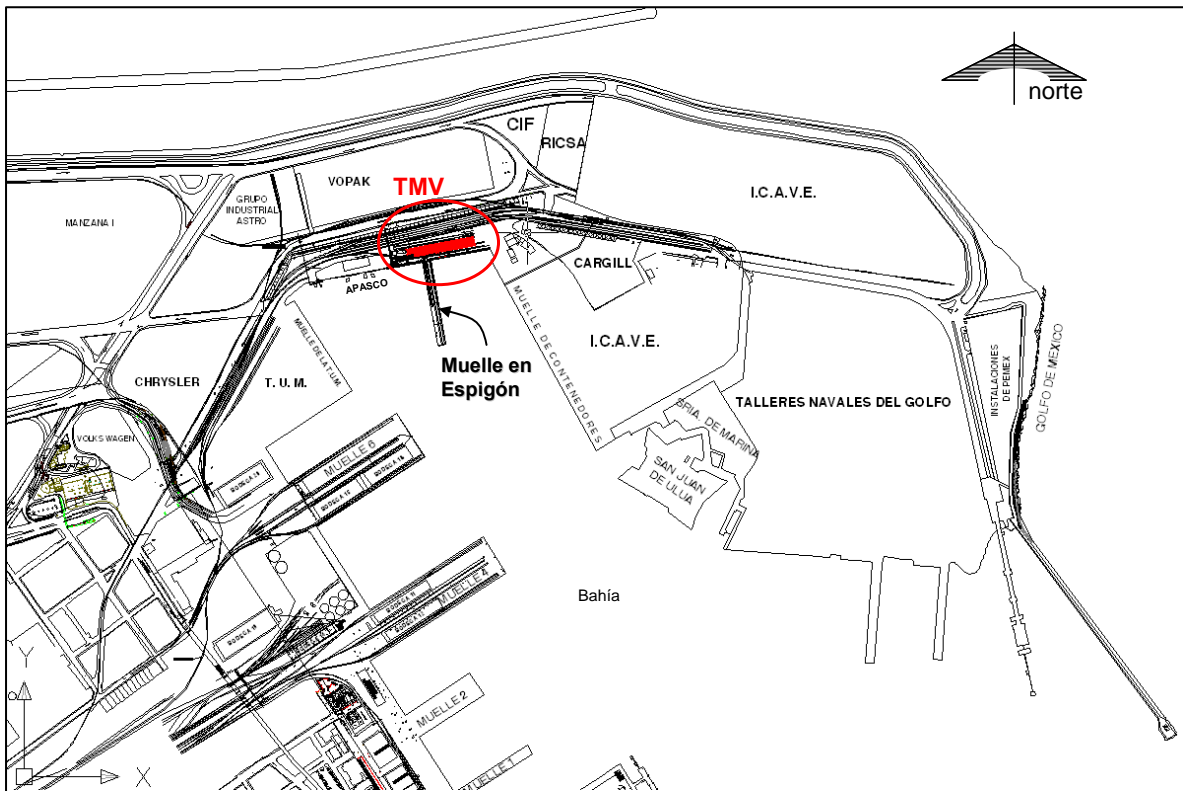 norte
CIF
RICSA
VOPAK
I.C.A.V.E.
TMV
GRUPO
INDUSTRIAL
ASTRO
MANZANA I
CARGILL
APASCO
MUELLE DE CONTENEDORES
I.C.A.V.E.
GOLFO DE MEXICO
INSTALACIONES
DE PEMEX
Muelle en
Espigón
CHRYSLER
T. U. M.
MUELLE DE LA T.U.M.
TALLERES NAVALES DEL GOLFO
SRIA. DE MARINA
VOLKS WAGEN
MUELLE 6
SAN JUAN
DE ULUA
Bahía
MUELLE 4
MUELLE 2
MUELLE 1
Y
X